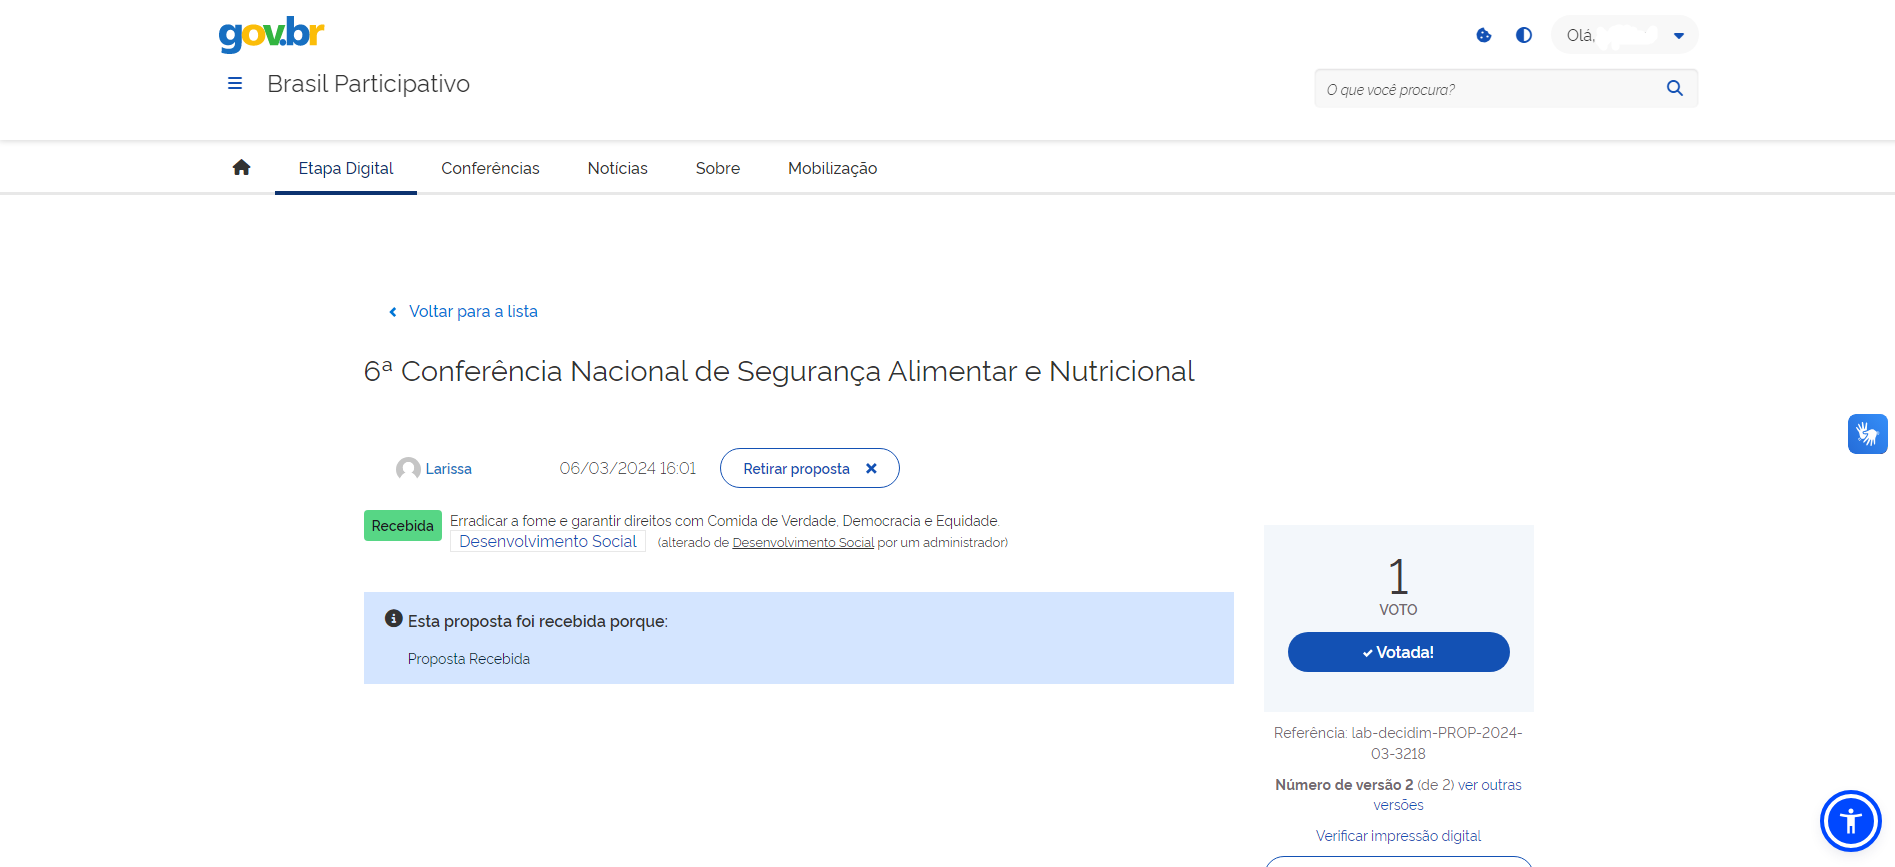 gov.br
Olá,
Brasil Participativo
O que você procura?
Etapa Digital Conferências Notícias Sobre Mobilização
Voltar para a lista
6ª Conferência Nacional de Segurança Alimentar e Nutricional
Larissa 06/03/2024 16:01 Retirar proposta
Recebida Erradicar a fome e garantir direitos com Comida de Verdade, Democracia e Equidade.
Desenvolvimento Social (alterado de Desenvolvimento Social por um administrador)
Esta proposta foi recebida porque:
Proposta Recebida
1
VOTO
Votada!
Referência: lab-decidim-PROP-2024-
03-3218
Número de versão 2 (de 2) ver outras
versões
Verificar impressão digital